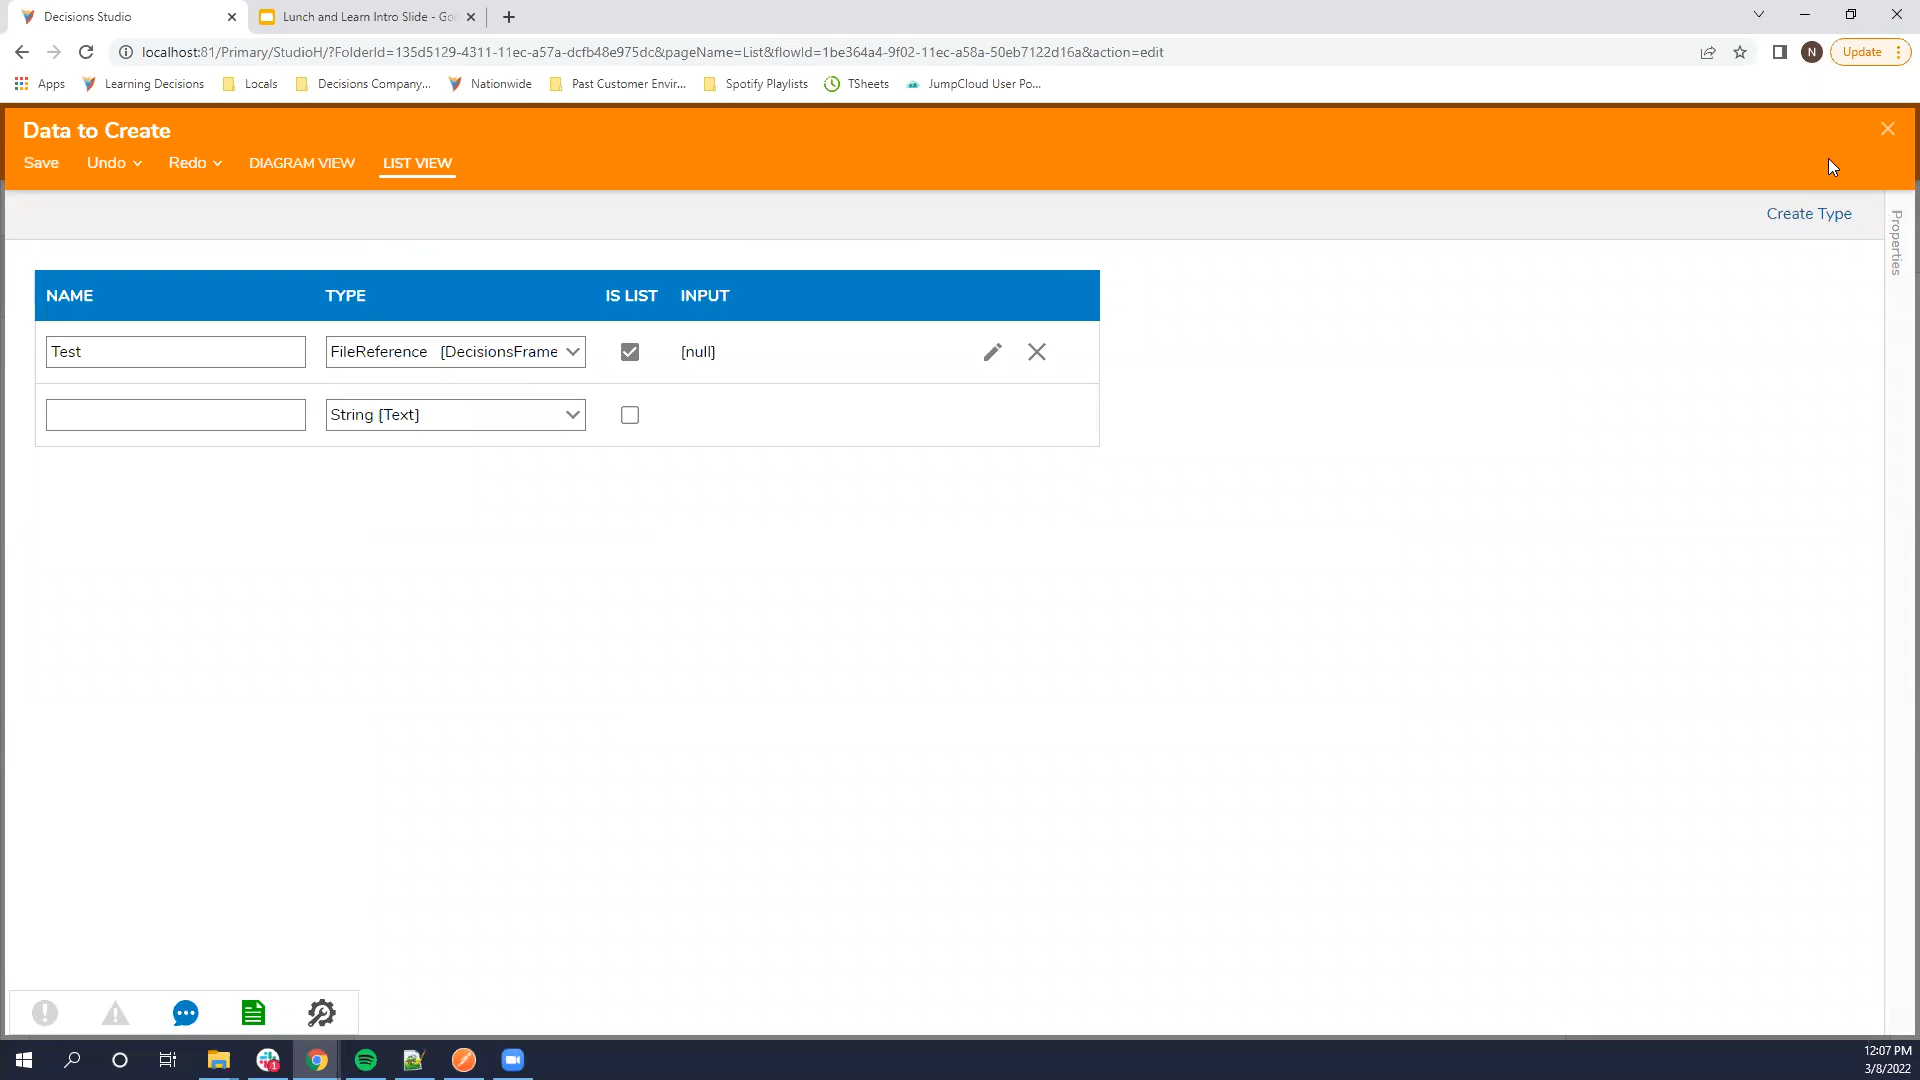 Decisions Studio
Lunch and Learn Intro Slide - Go
localhost:81/Primary/StudioH/?FolderId=135d5129-4311-11ec-a57a-dcfb48e975dc&pageName=List&flowId=1be364a4-9f02-11ec-a58a-50eb7122d16a&action=edit
N
Update
Apps
Learning Decisions
Locals
Decisions Company...
Nationwide
Past Customer Envir...
Spotify Playlists
TSheets
JumpCloud User Po...
Data to Create
Save
Undo
Redo
DIAGRAM VIEW
LIST VIEW
Create Type
Properties
NAME TYPE IS LIST INPUT
Test FileReference [DecisionsFrame [null]
String [Text]
1
12:07 PM
3/8/2022